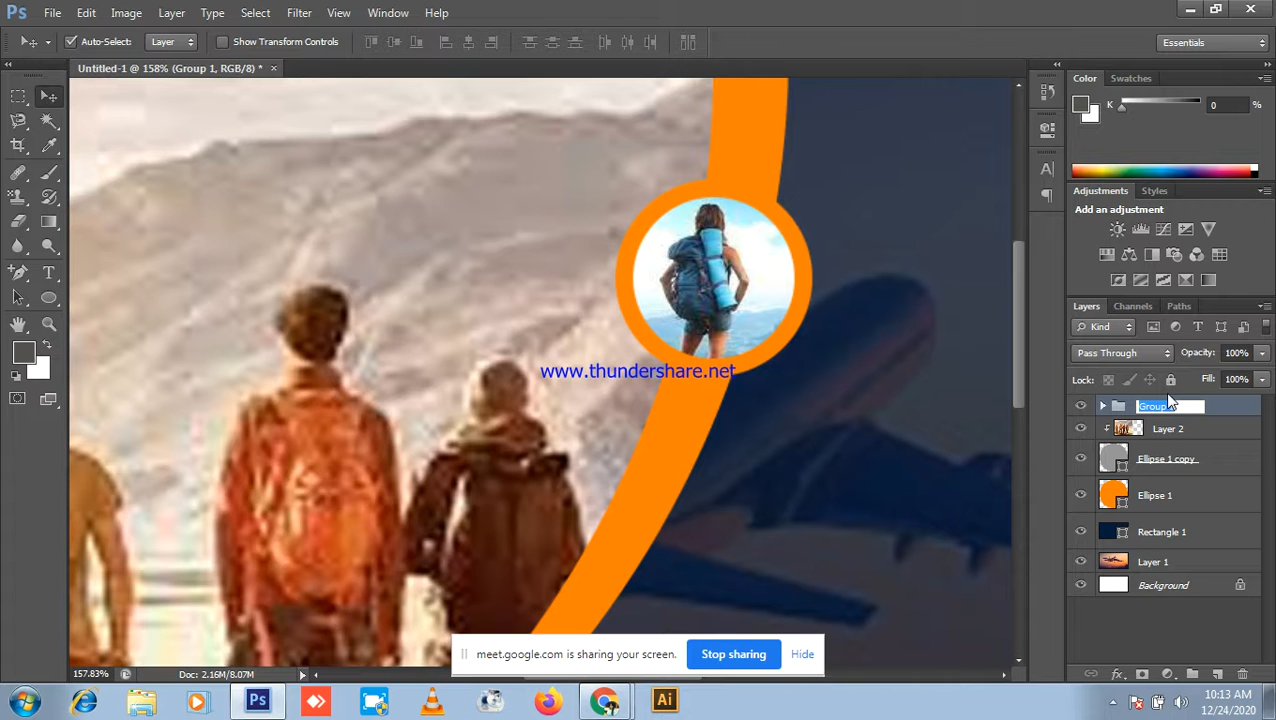 Ps File Edit Image Layer Type Select Filter View Window Help
Auto-Select: Layer Show Transform Controls Essentials
Untitled-1 @ 158% (Group 1, RGB/8) * ×
Color Swatches
K 0 %
Adjustments Styles
Add an adjustment
Layers Channels Paths
Kind
Pass Through Opacity: 100%
Lock: Fill: 100%
Group
Layer 2
Ellipse 1 copy
Ellipse 1
Rectangle 1
Layer 1
Background
www.thundershare.net
meet.google.com is sharing your screen. Stop sharing Hide
157.83% Doc: 2.16M/8.07M
Ps Ai
10:13 AM
12/24/2020